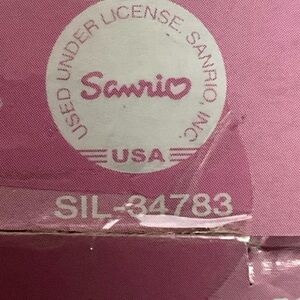 USED UNDER LICENSE. SANRIO, INC.
Sanrio
USA
SIL-34783